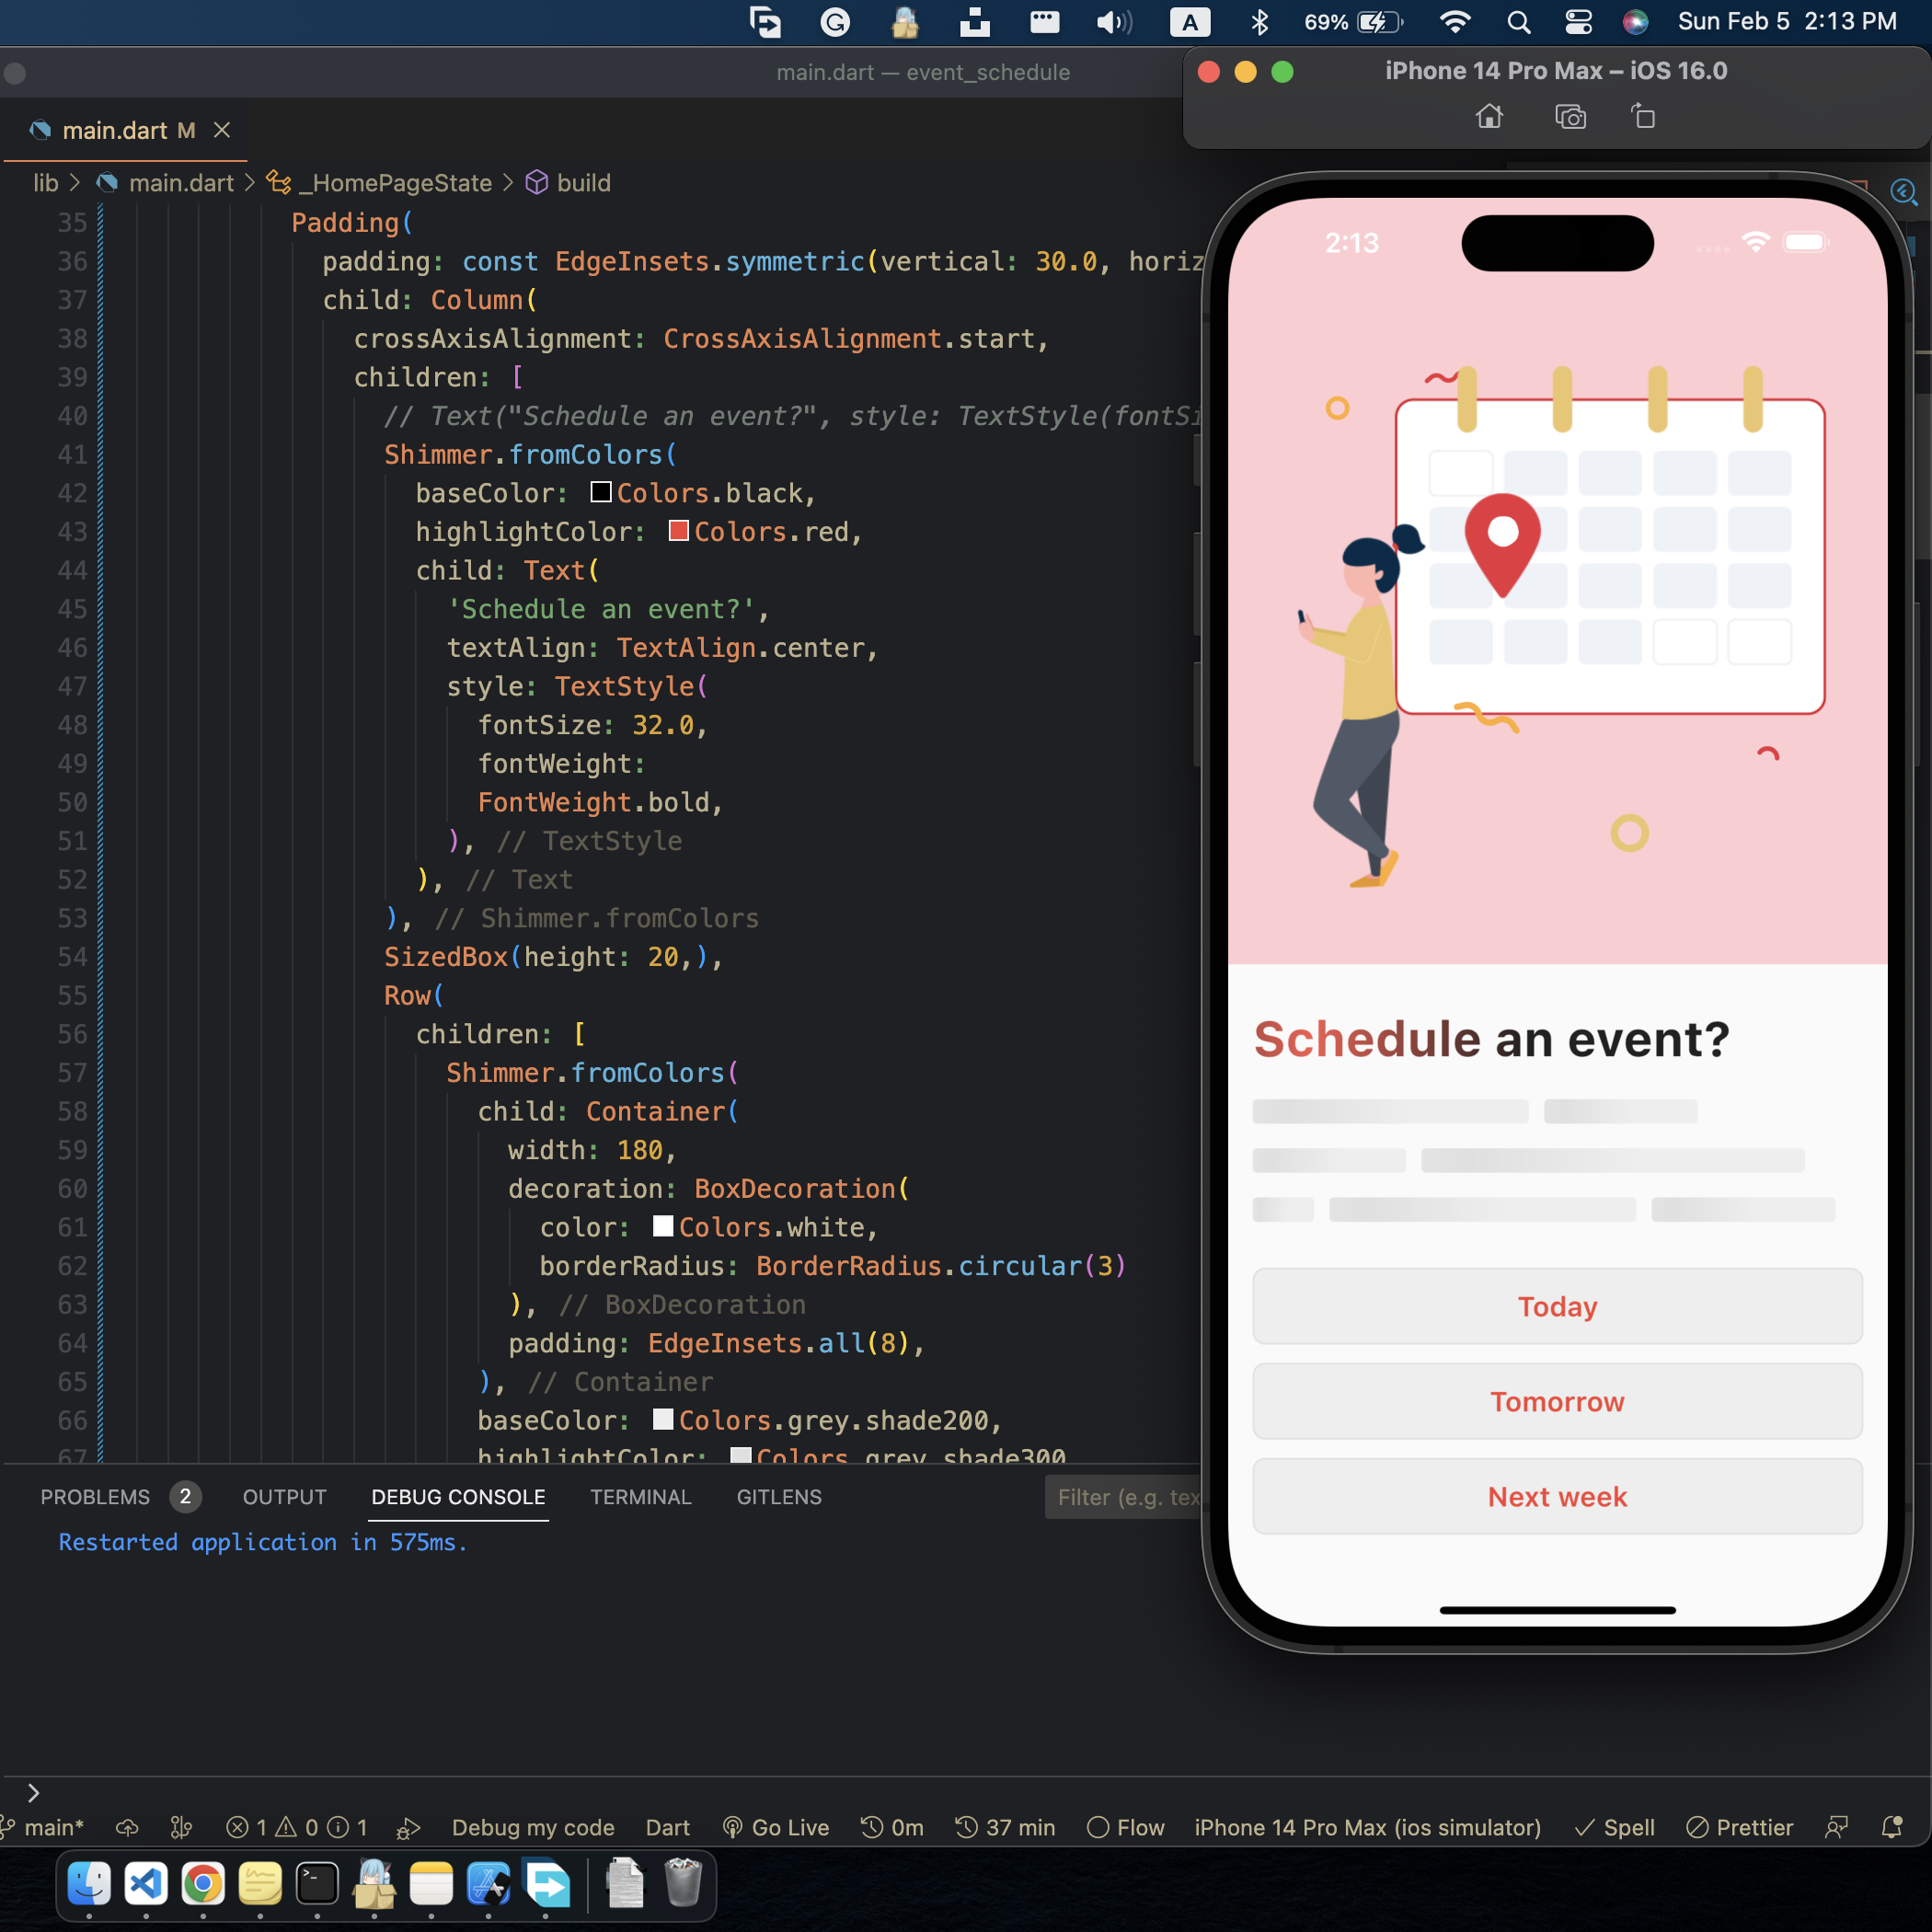 A 69% Sun Feb 5 2:13 PM
main.dart — event_schedule
iPhone 14 Pro Max – iOS 16.0
main.dart M
lib > main.dart > _HomePageState > build
35 Padding(
36 padding: const EdgeInsets.symmetric(vertical: 30.0, horiz
37 child: Column(
38 crossAxisAlignment: CrossAxisAlignment.start,
39 children: [
40 // Text("Schedule an event?", style: TextStyle(fontSi
41 Shimmer.fromColors(
42 baseColor: Colors.black,
43 highlightColor: Colors.red,
44 child: Text(
45 'Schedule an event?',
46 textAlign: TextAlign.center,
47 style: TextStyle(
48 fontSize: 32.0,
49 fontWeight:
50 FontWeight.bold,
51 ), // TextStyle
52 ), // Text
53 ), // Shimmer.fromColors
54 SizedBox(height: 20,),
55 Row(
56 children: [
57 Shimmer.fromColors(
58 child: Container(
59 width: 180,
60 decoration: BoxDecoration(
61 color: Colors.white,
62 borderRadius: BorderRadius.circular(3)
63 ), // BoxDecoration
64 padding: EdgeInsets.all(8),
65 ), // Container
66 baseColor: Colors.grey.shade200,
67 highlightColor: Colors.grey.shade300
2:13
Schedule an event?
Today
Tomorrow
Next week
PROBLEMS 2 OUTPUT DEBUG CONSOLE TERMINAL GITLENS Filter (e.g. tex
Restarted application in 575ms.
main* 1 0 1 Debug my code Dart Go Live 0m 37 min Flow iPhone 14 Pro Max (ios simulator) Spell Prettier